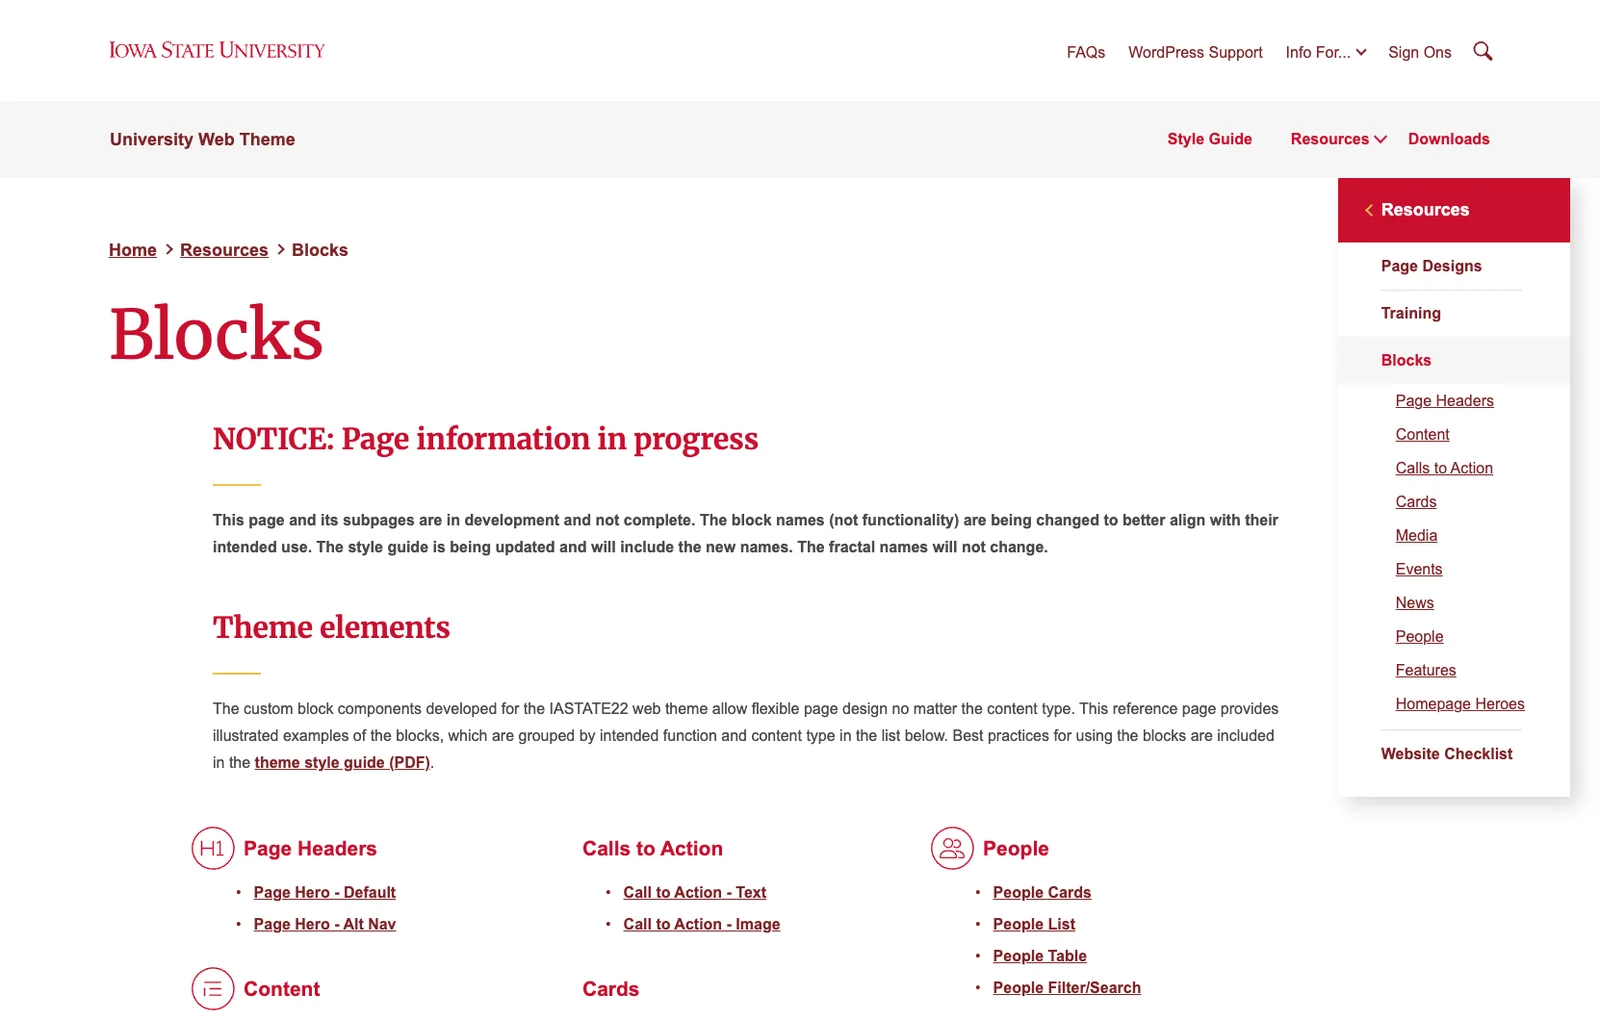 IOWA STATE UNIVERSITY
FAQs WordPress Support Info For... Sign Ons
University Web Theme
Style Guide Resources Downloads
Home > Resources > Blocks
Blocks
NOTICE: Page information in progress
This page and its subpages are in development and not complete. The block names (not functionality) are being changed to better align with their
intended use. The style guide is being updated and will include the new names. The fractal names will not change.
Theme elements
The custom block components developed for the IASTATE22 web theme allow flexible page design no matter the content type. This reference page provides
illustrated examples of the blocks, which are grouped by intended function and content type in the list below. Best practices for using the blocks are included
in the theme style guide (PDF).
H1 Page Headers
• Page Hero - Default
• Page Hero - Alt Nav
Content
Calls to Action
• Call to Action - Text
• Call to Action - Image
Cards
People
• People Cards
• People List
• People Table
• People Filter/Search
Resources
Page Designs
Training
Blocks
Page Headers
Content
Calls to Action
Cards
Media
Events
News
People
Features
Homepage Heroes
Website Checklist